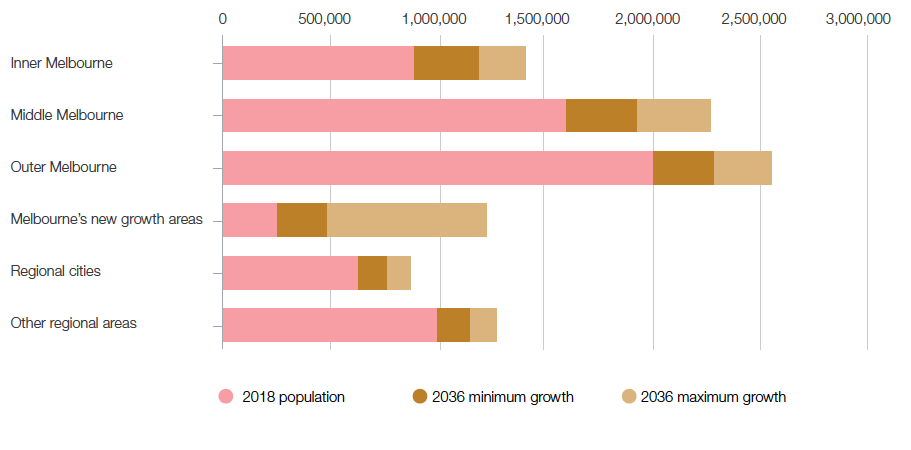 0 500,000 1,000,000 1,500,000 2,000,000 2,500,000 3,000,000
Inner Melbourne
Middle Melbourne
Outer Melbourne
Melbourne’s new growth areas
Regional cities
Other regional areas
2018 population 2036 minimum growth 2036 maximum growth